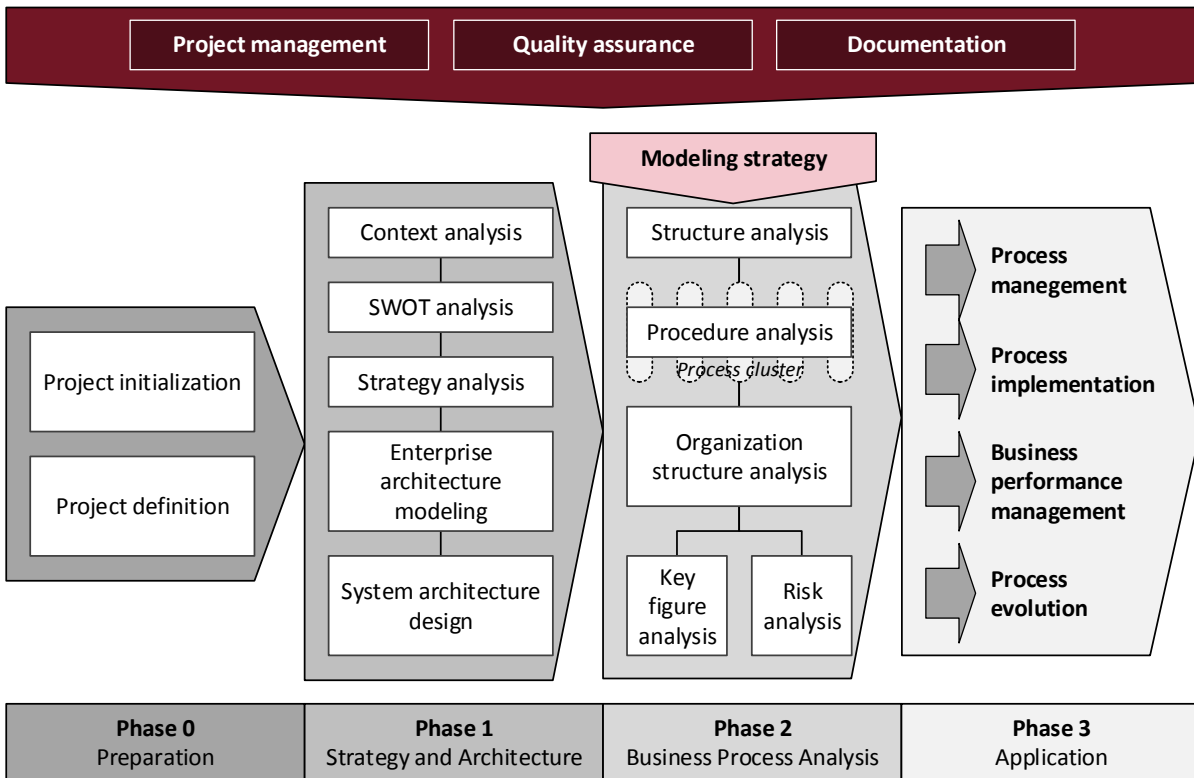 Project management
Quality assurance
Documentation
Modeling strategy
Project initialization
Project definition
Context analysis
SWOT analysis
Strategy analysis
Enterprise
architecture
modeling
System architecture
design
Structure analysis
Procedure analysis
Process cluster
Organization
structure analysis
Key
figure
analysis
Risk
analysis
Process
manegement
Process
implementation
Business
performance
management
Process
evolution
Phase 0
Preparation
Phase 1
Strategy and Architecture
Phase 2
Business Process Analysis
Phase 3
Application